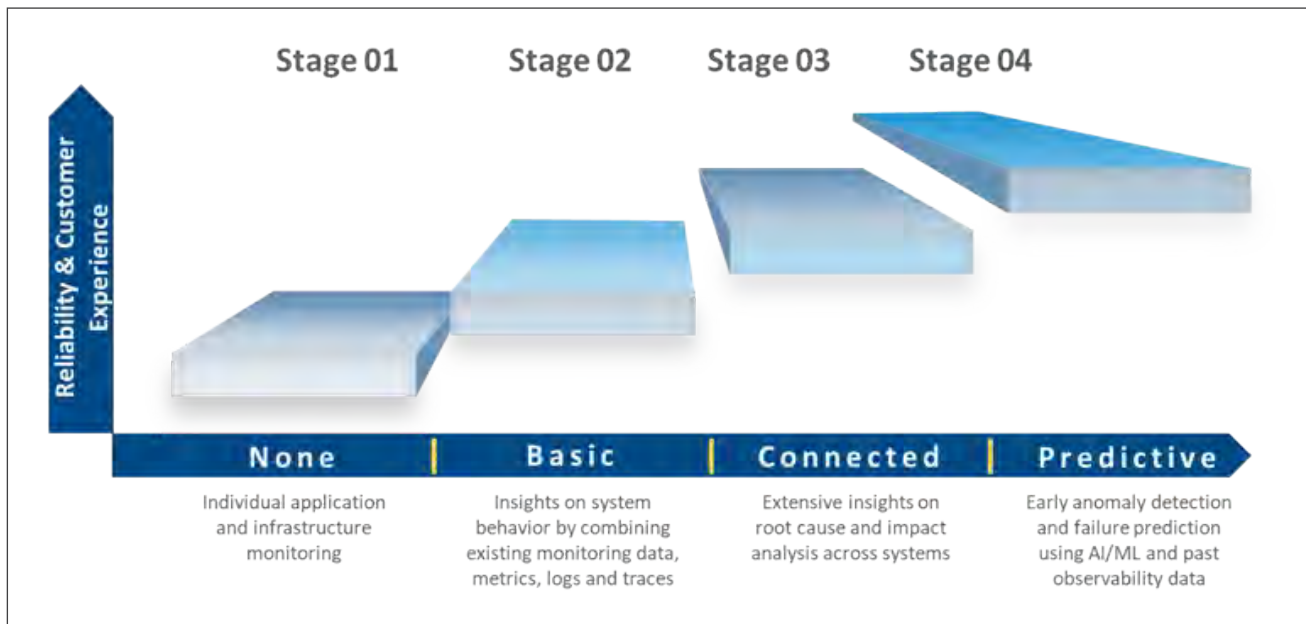 Stage 01
Stage 02
Stage 03
Stage 04
Reliability & Customer
Experience
None
Basic
Connected
Predictive
Individual application
and infrastructure
monitoring
Insights on system
behavior by combining
existing monitoring data,
metrics, logs and traces
Extensive insights on
root cause and impact
analysis across systems
Early anomaly detection
and failure prediction
using AI/ML and past
observability data